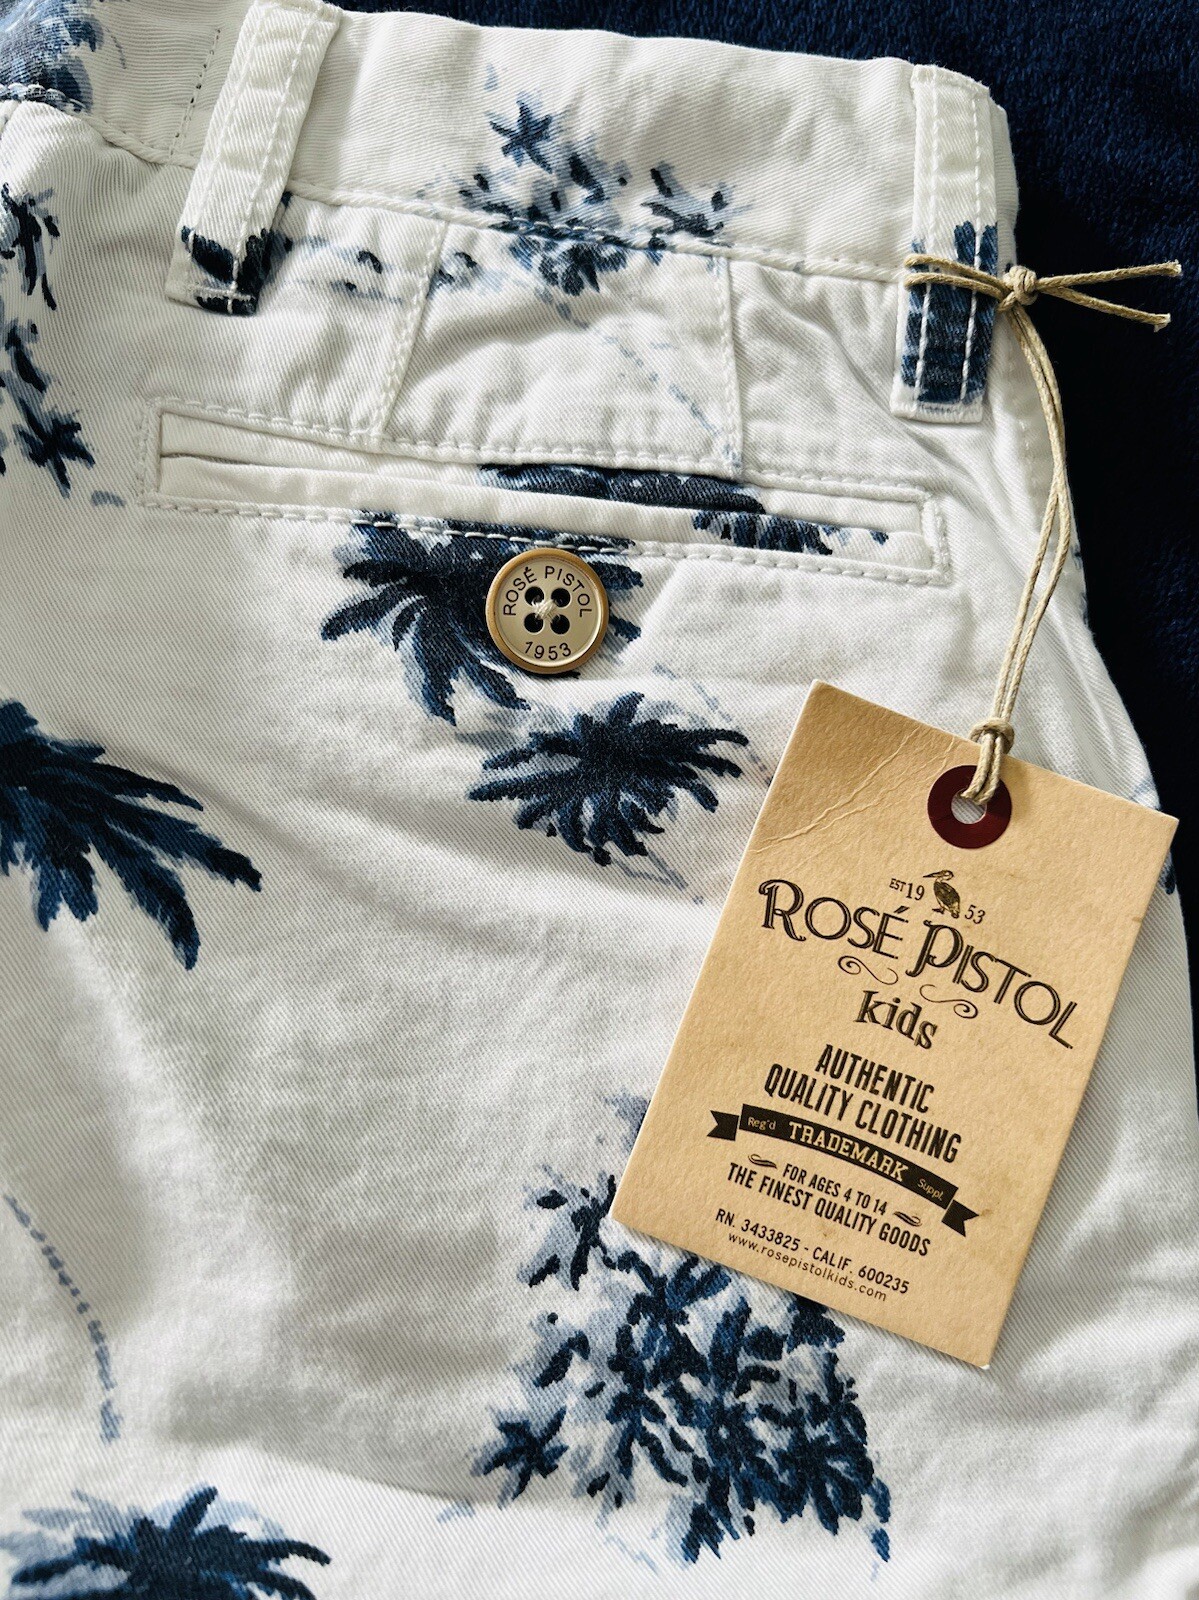 ROSÉ PISTOL
1953
EST 19 53
ROSÉ PISTOL
kids
AUTHENTIC
QUALITY CLOTHING
Reg'd TRADEMARK Suppl.
FOR AGES 4 TO 14
THE FINEST QUALITY GOODS
RN. 3433825 - CALIF. 600235
www.rosepistolkids.com